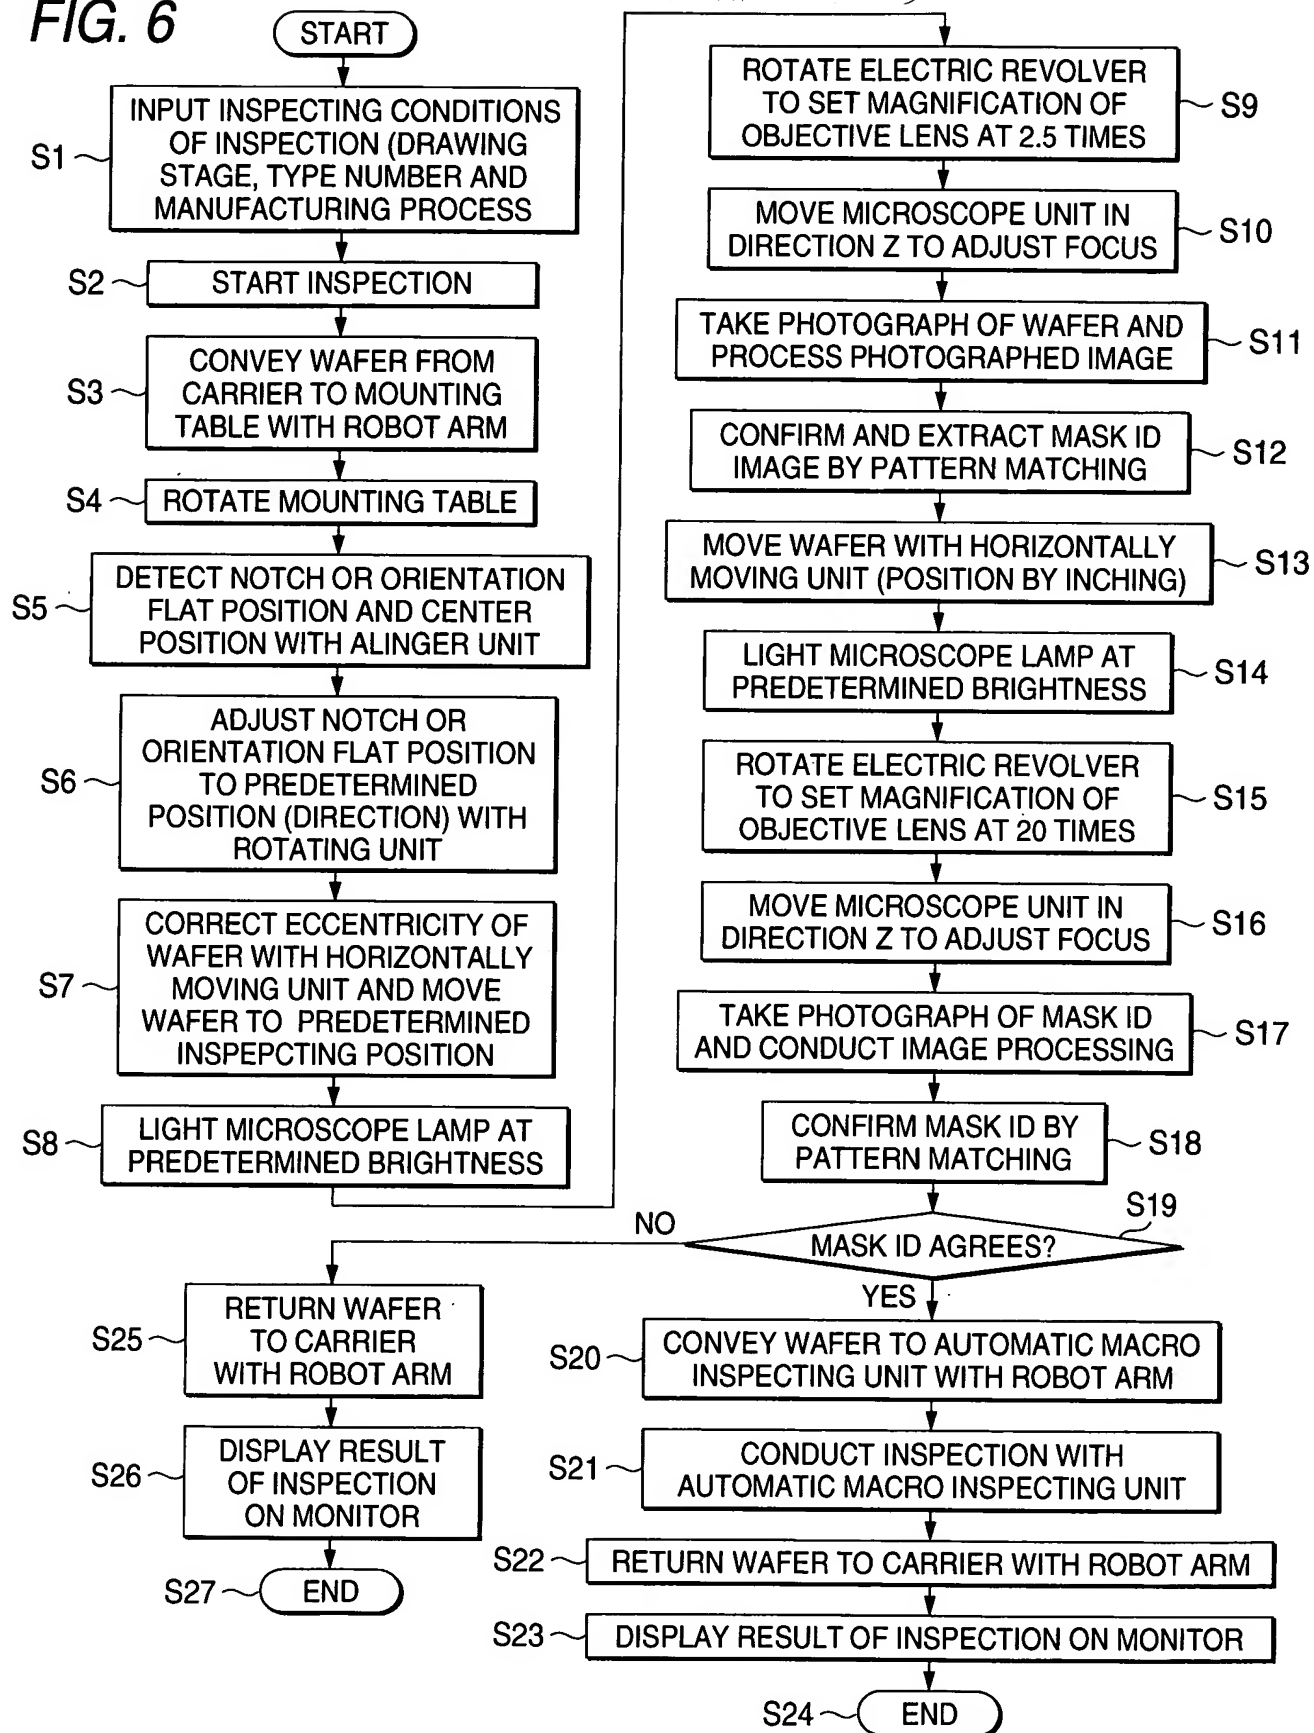 FIG. 6
START
S1
INPUT INSPECTING CONDITIONS
OF INSPECTION (DRAWING
STAGE, TYPE NUMBER AND
MANUFACTURING PROCESS
S2
START INSPECTION
S3
CONVEY WAFER FROM
CARRIER TO MOUNTING
TABLE WITH ROBOT ARM
S4
ROTATE MOUNTING TABLE
S5
DETECT NOTCH OR ORIENTATION
FLAT POSITION AND CENTER
POSITION WITH ALINGER UNIT
S6
ADJUST NOTCH OR
ORIENTATION FLAT POSITION
TO PREDETERMINED
POSITION (DIRECTION) WITH
ROTATING UNIT
S7
CORRECT ECCENTRICITY OF
WAFER WITH HORIZONTALLY
MOVING UNIT AND MOVE
WAFER TO PREDETERMINED
INSPEPCTING POSITION
S8
LIGHT MICROSCOPE LAMP AT
PREDETERMINED BRIGHTNESS
ROTATE ELECTRIC REVOLVER
TO SET MAGNIFICATION OF
OBJECTIVE LENS AT 2.5 TIMES
S9
MOVE MICROSCOPE UNIT IN
DIRECTION Z TO ADJUST FOCUS
S10
TAKE PHOTOGRAPH OF WAFER AND
PROCESS PHOTOGRAPHED IMAGE
S11
CONFIRM AND EXTRACT MASK ID
IMAGE BY PATTERN MATCHING
S12
MOVE WAFER WITH HORIZONTALLY
MOVING UNIT (POSITION BY INCHING)
S13
LIGHT MICROSCOPE LAMP AT
PREDETERMINED BRIGHTNESS
S14
ROTATE ELECTRIC REVOLVER
TO SET MAGNIFICATION OF
OBJECTIVE LENS AT 20 TIMES
S15
MOVE MICROSCOPE UNIT IN
DIRECTION Z TO ADJUST FOCUS
S16
TAKE PHOTOGRAPH OF MASK ID
AND CONDUCT IMAGE PROCESSING
S17
CONFIRM MASK ID BY
PATTERN MATCHING
S18
MASK ID AGREES?
S19
NO
YES
S20
CONVEY WAFER TO AUTOMATIC MACRO
INSPECTING UNIT WITH ROBOT ARM
S21
CONDUCT INSPECTION WITH
AUTOMATIC MACRO INSPECTING UNIT
S22
RETURN WAFER TO CARRIER WITH ROBOT ARM
S23
DISPLAY RESULT OF INSPECTION ON MONITOR
S24
END
S25
RETURN WAFER
TO CARRIER
WITH ROBOT ARM
S26
DISPLAY RESULT
OF INSPECTION
ON MONITOR
S27
END